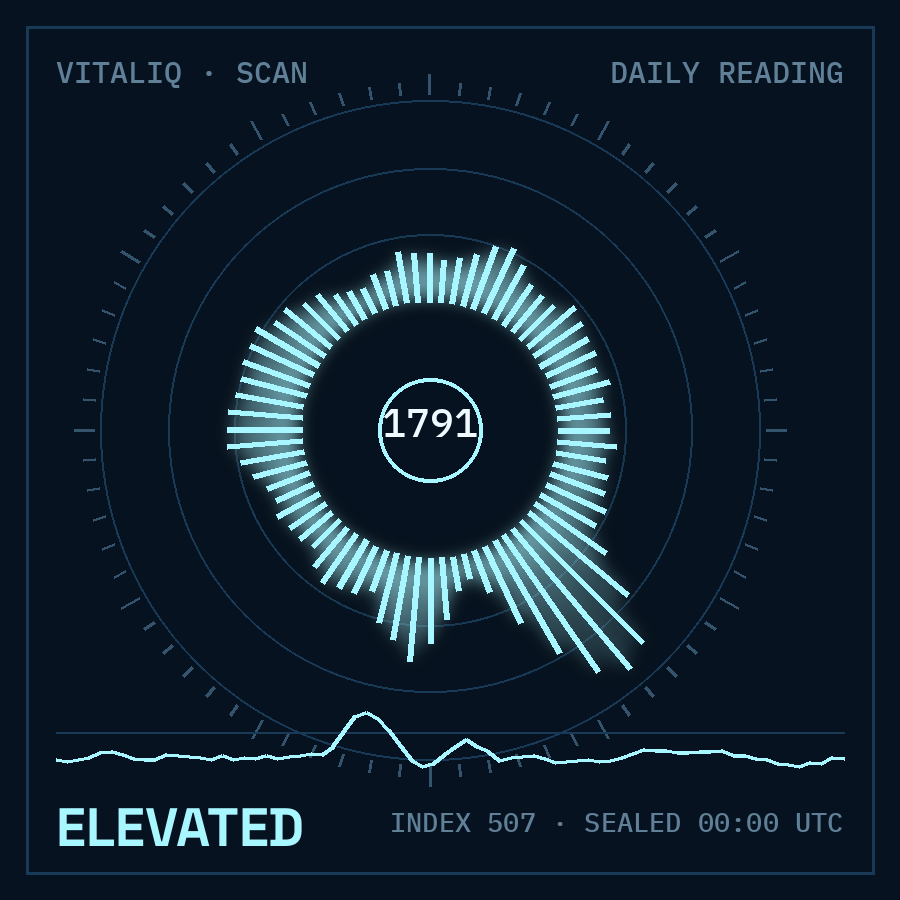 VITALIQ · SCAN
DAILY READING
1791
ELEVATED
INDEX 507 · SEALED 00:00 UTC